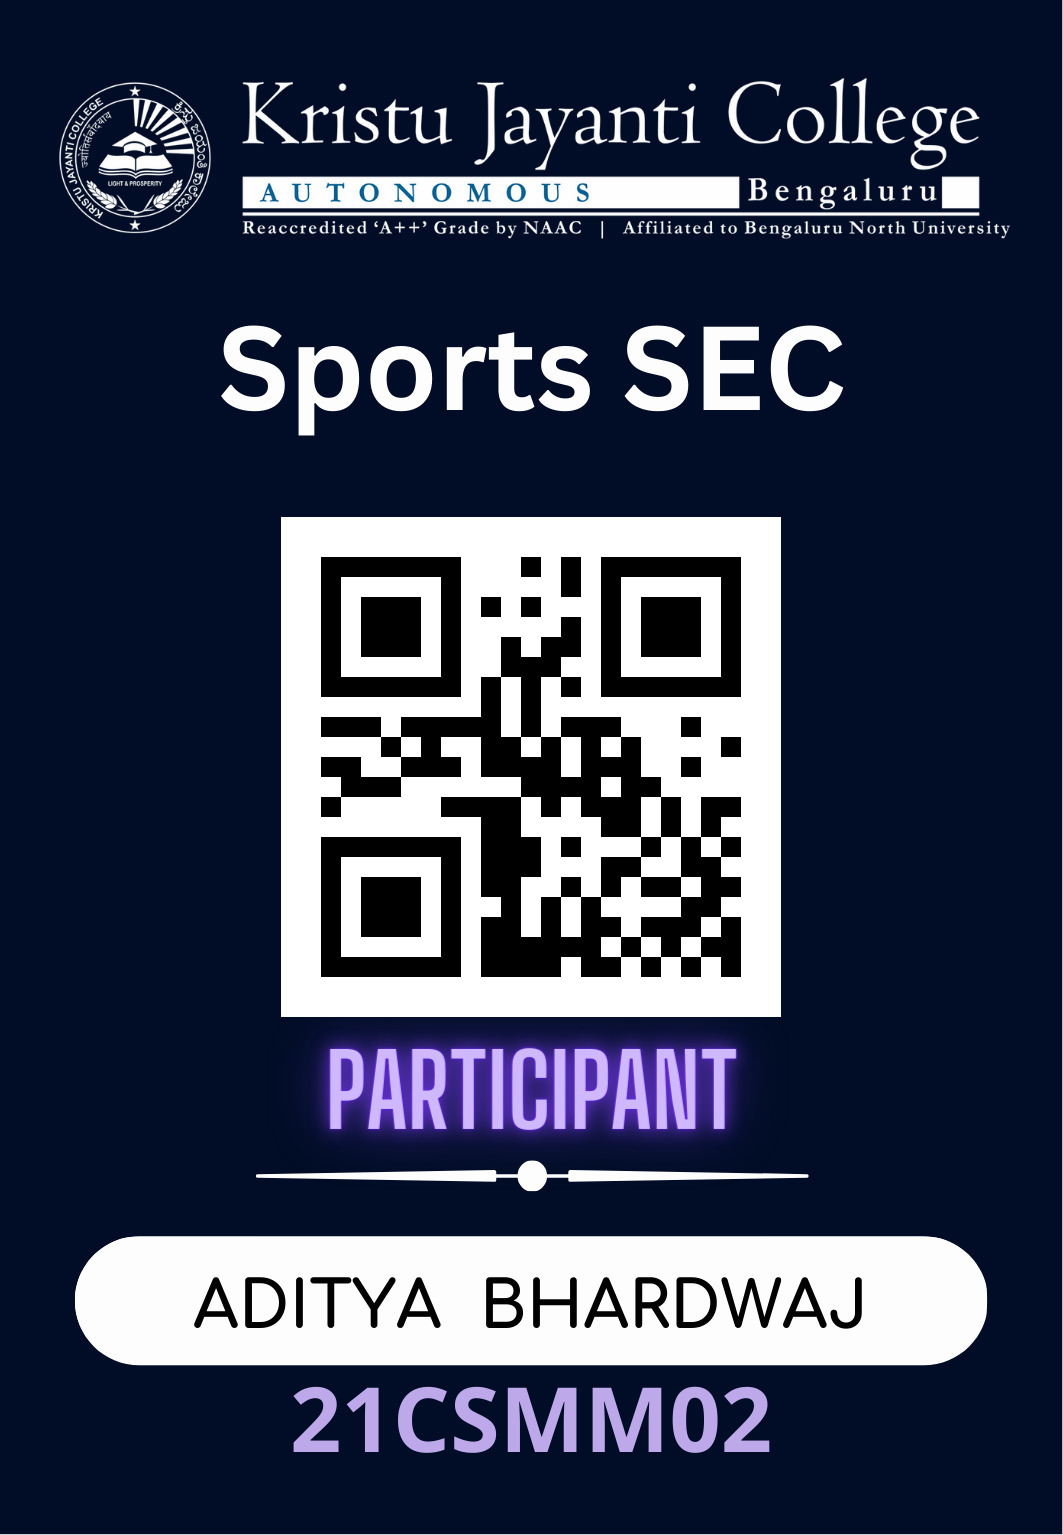 KRISTU JAYANTI COLLEGE
ಕ್ರಿಸ್ತು ಜಯಂತಿ ಕಾಲೇಜು
LIGHT & PROSPERITY
Kristu Jayanti College
AUTONOMOUS Bengaluru
Reaccredited ‘A++’ Grade by NAAC | Affiliated to Bengaluru North University
Sports SEC
PARTICIPANT
ADITYA BHARDWAJ
21CSMM02